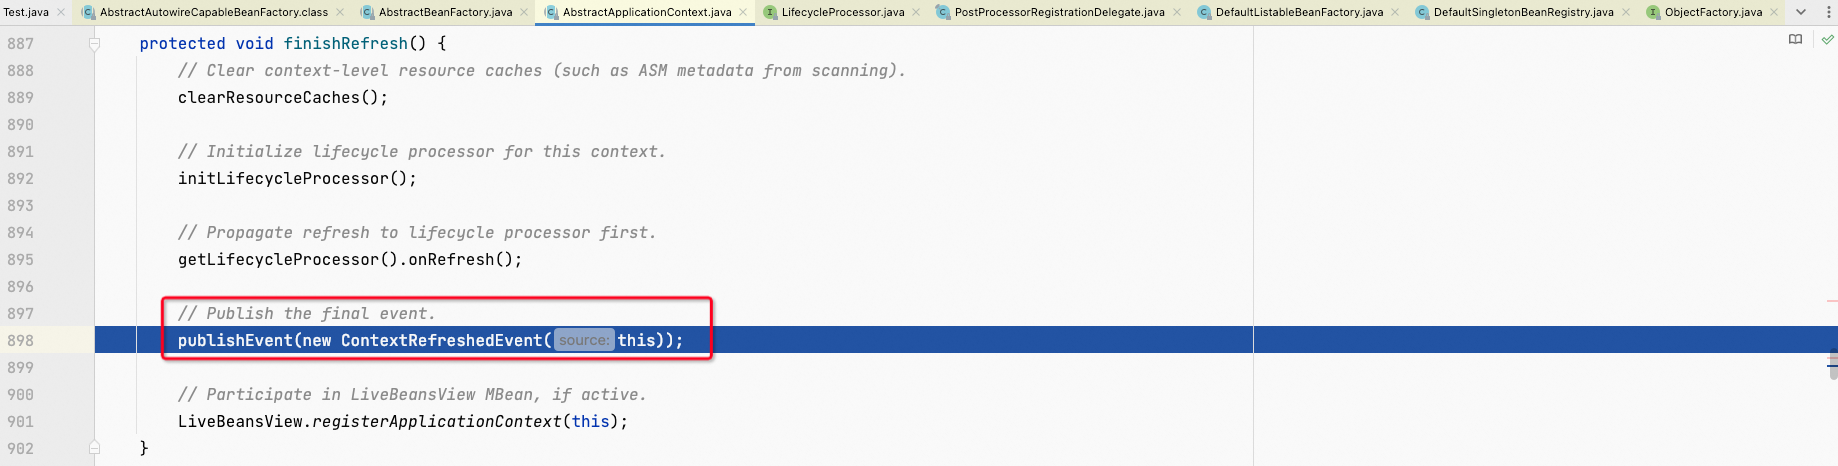 Test.java AbstractAutowireCapableBeanFactory.class AbstractBeanFactory.java AbstractApplicationContext.java LifecycleProcessor.java PostProcessorRegistrationDelegate.java DefaultListableBeanFactory.java DefaultSingletonBeanRegistry.java ObjectFactory.java
887 protected void finishRefresh() {
888 // Clear context-level resource caches (such as ASM metadata from scanning).
889 clearResourceCaches();
890
891 // Initialize lifecycle processor for this context.
892 initLifecycleProcessor();
893
894 // Propagate refresh to lifecycle processor first.
895 getLifecycleProcessor().onRefresh();
896
897 // Publish the final event.
898 publishEvent(new ContextRefreshedEvent( source: this));
899
900 // Participate in LiveBeansView MBean, if active.
901 LiveBeansView.registerApplicationContext(this);
902 }